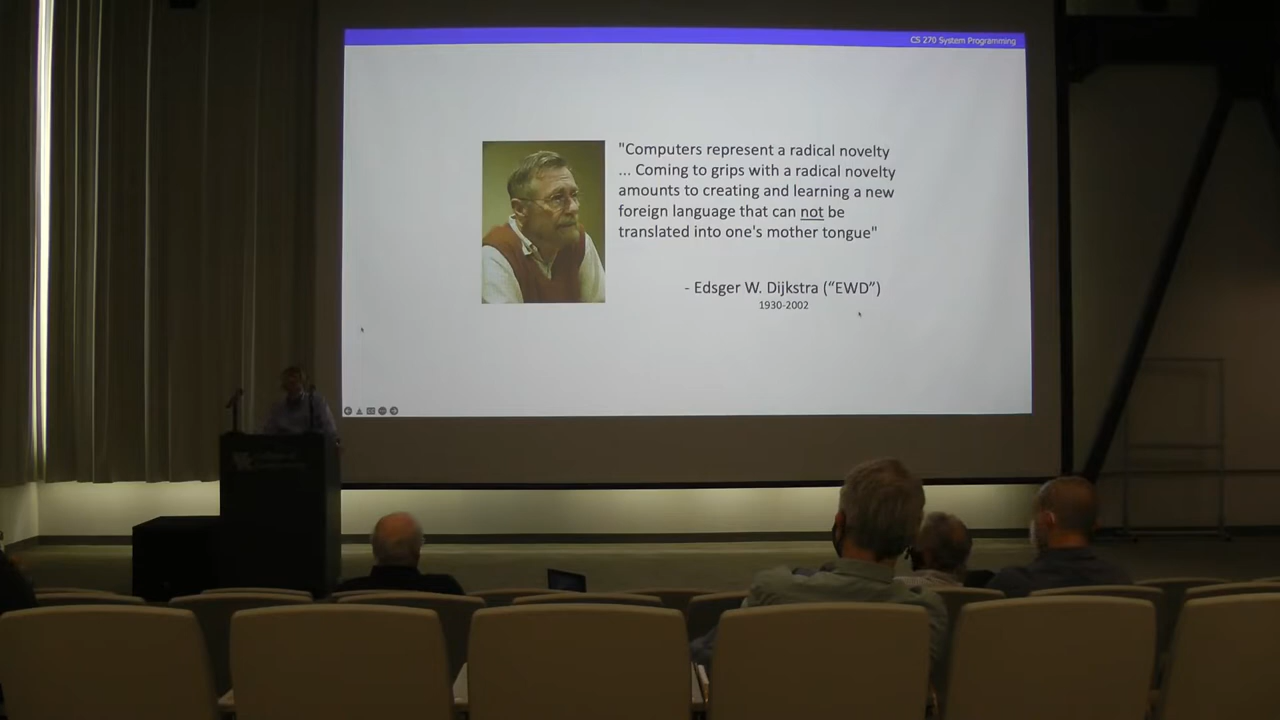 CS 270 System Programming
"Computers represent a radical novelty
... Coming to grips with a radical novelty
amounts to creating and learning a new
foreign language that can not be
translated into one's mother tongue"
- Edsger W. Dijkstra (“EWD”)
1930-2002